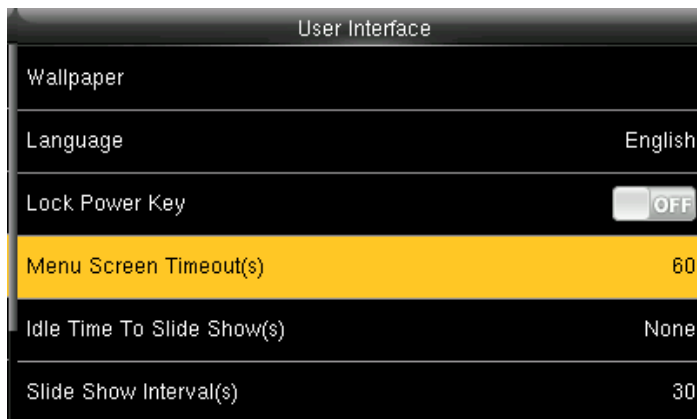 User Interface
Wallpaper
Language English
Lock Power Key OFF
Menu Screen Timeout(s) 60
Idle Time To Slide Show(s) None
Slide Show Interval(s) 30